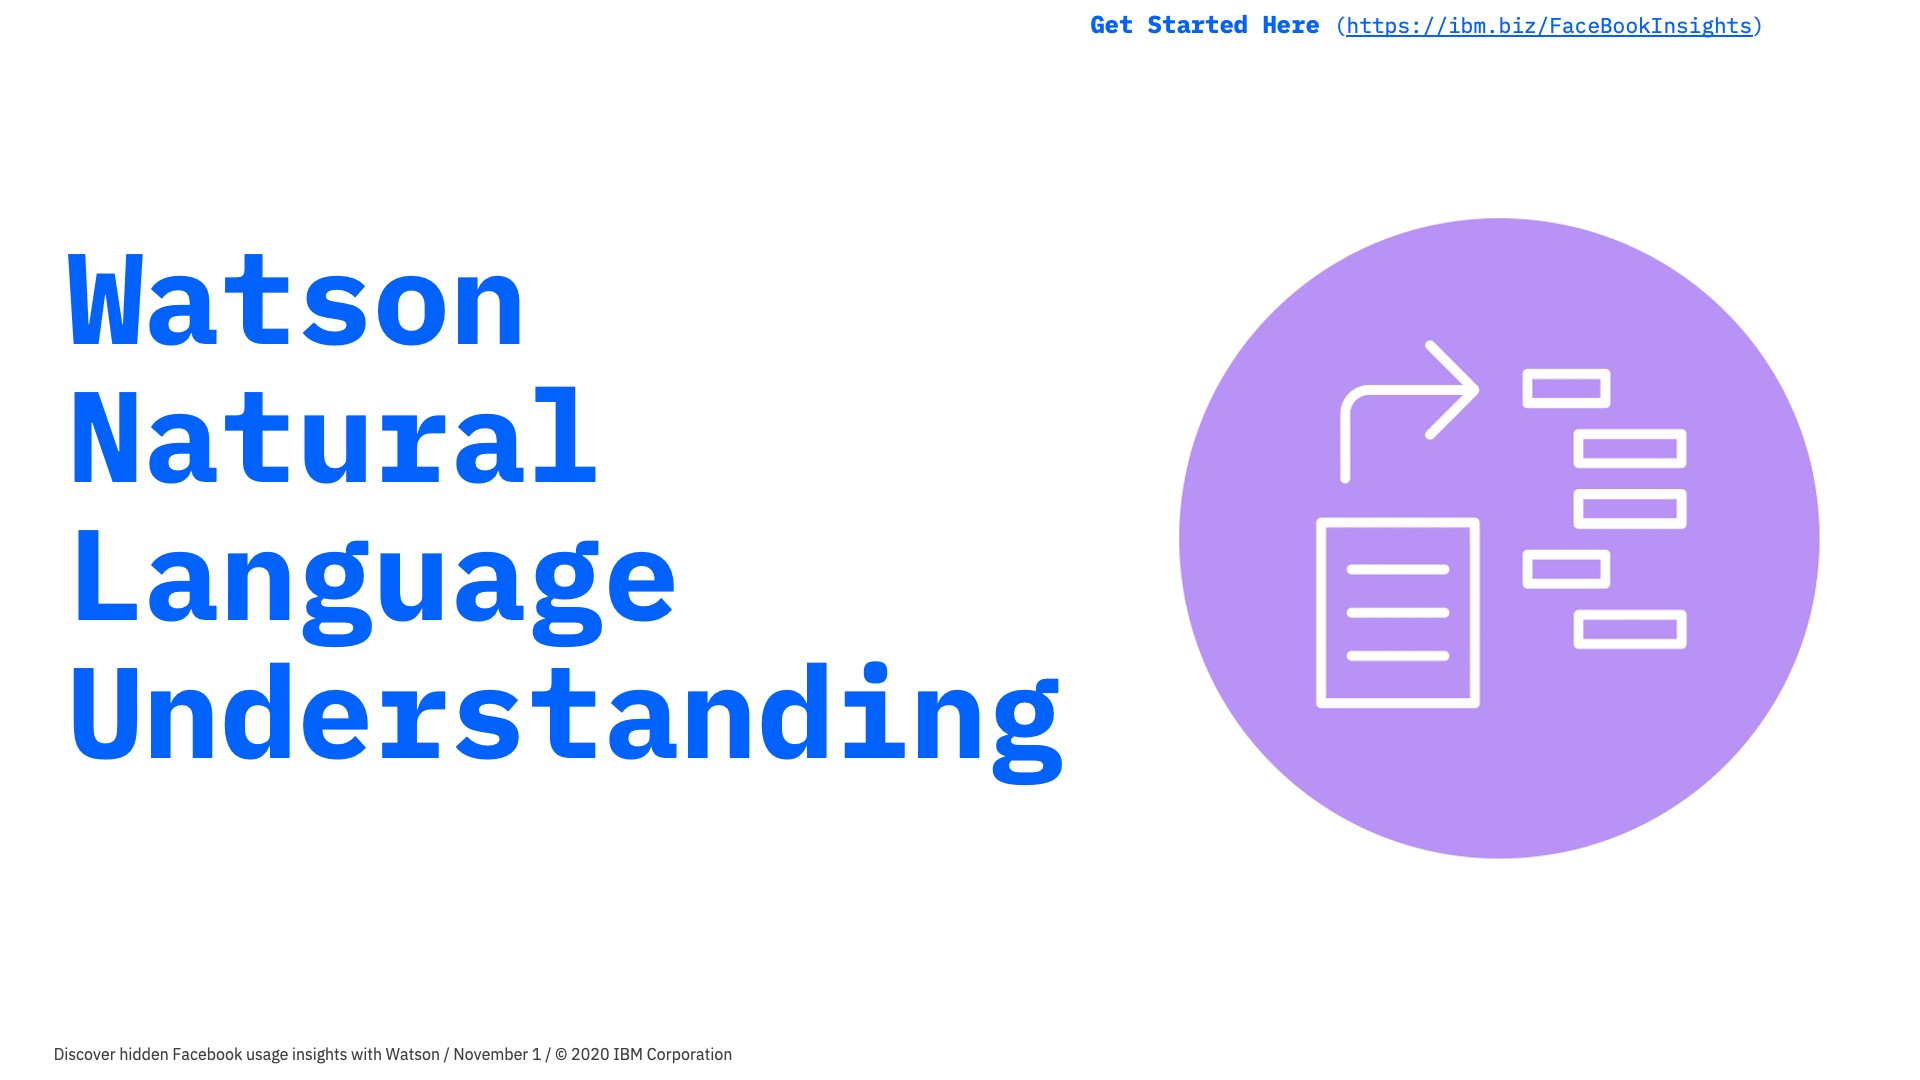 Get Started Here (https://ibm.biz/FaceBookInsights)
Watson
Natural
Language
Understanding
Discover hidden Facebook usage insights with Watson / November 1 / © 2020 IBM Corporation